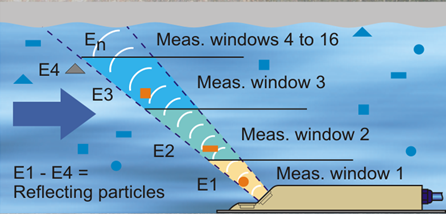 En
Meas. windows 4 to 16
E4
Meas. window 3
E3
Meas. window 2
E2
Meas. window 1
E1
E1 - E4 =
Reflecting particles